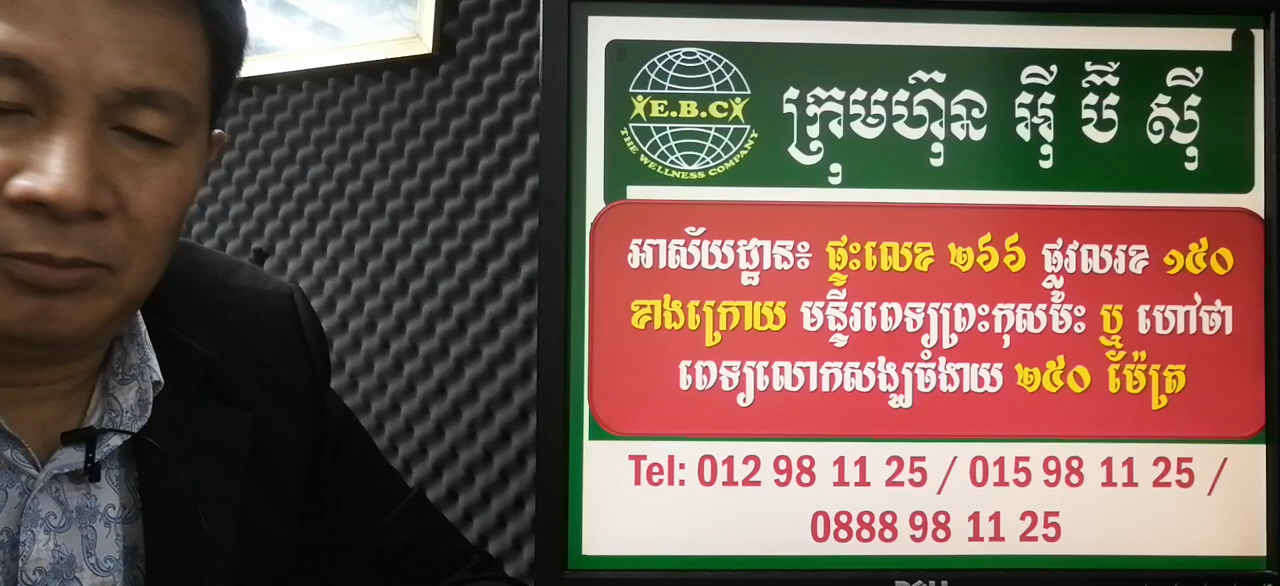 E.B.C
THE WELLNESS COMPANY
ក្រុមហ៊ុន អ៊ី ប៊ី ស៊ី
អាស័យដ្ឋាន៖ ផ្ទះលេខ ២៦៦ ផ្លូវលរខ ១៥០
ខាងក្រោយ មន្ទីរពេទ្យព្រះកុសម៉ះ ឬ ហៅថា
ពេទ្យលោកសង្ឃចំងាយ ២៥០ ម៉ែត្រ
Tel: 012 98 11 25 / 015 98 11 25 /
0888 98 11 25